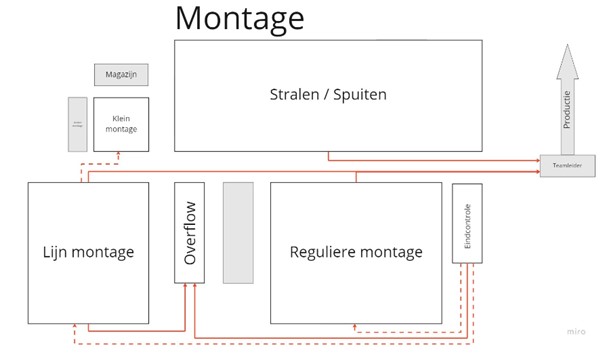 Montage
Magazijn
Stralen / Spuiten
Klein
montage
Productie
Teamleider
Lijn montage
Overflow
Reguliere montage
Eindcontrole
miro